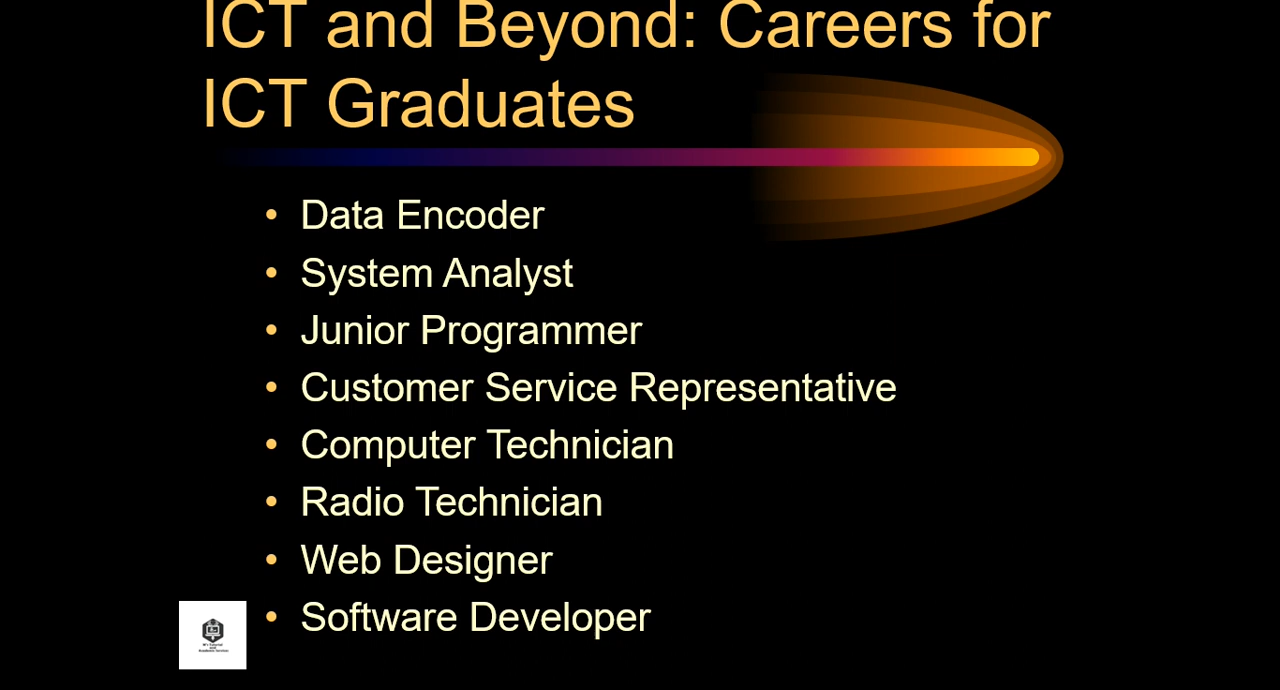 ICT and Beyond: Careers for
ICT Graduates
• Data Encoder
• System Analyst
• Junior Programmer
• Customer Service Representative
• Computer Technician
• Radio Technician
• Web Designer
• Software Developer